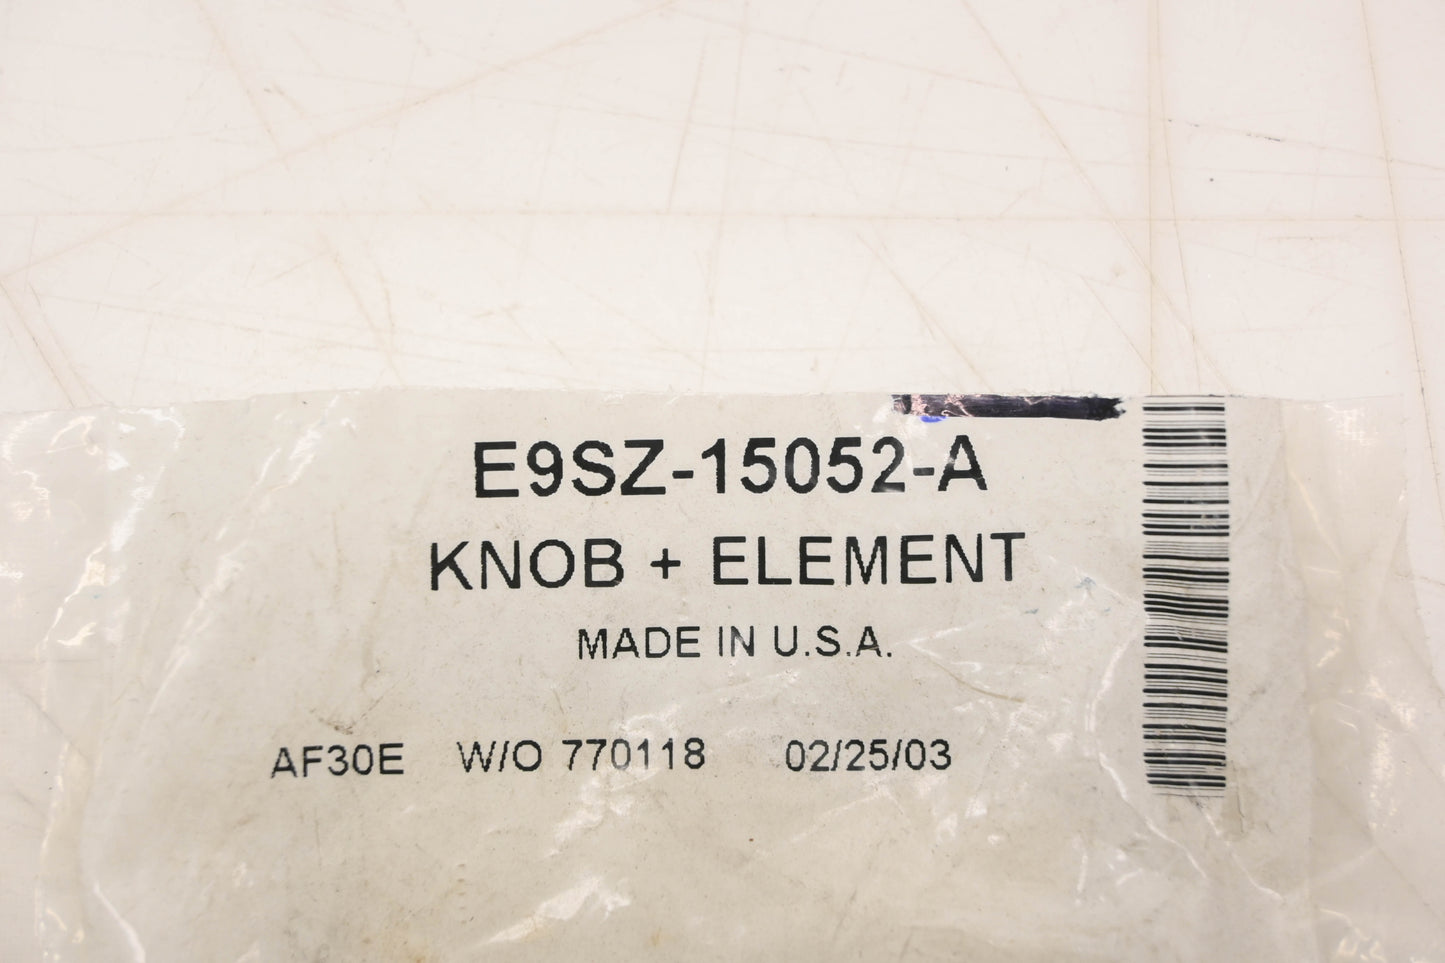 E9SZ-15052-A
KNOB + ELEMENT
MADE IN U.S.A.
AF30E W/O 770118 02/25/03